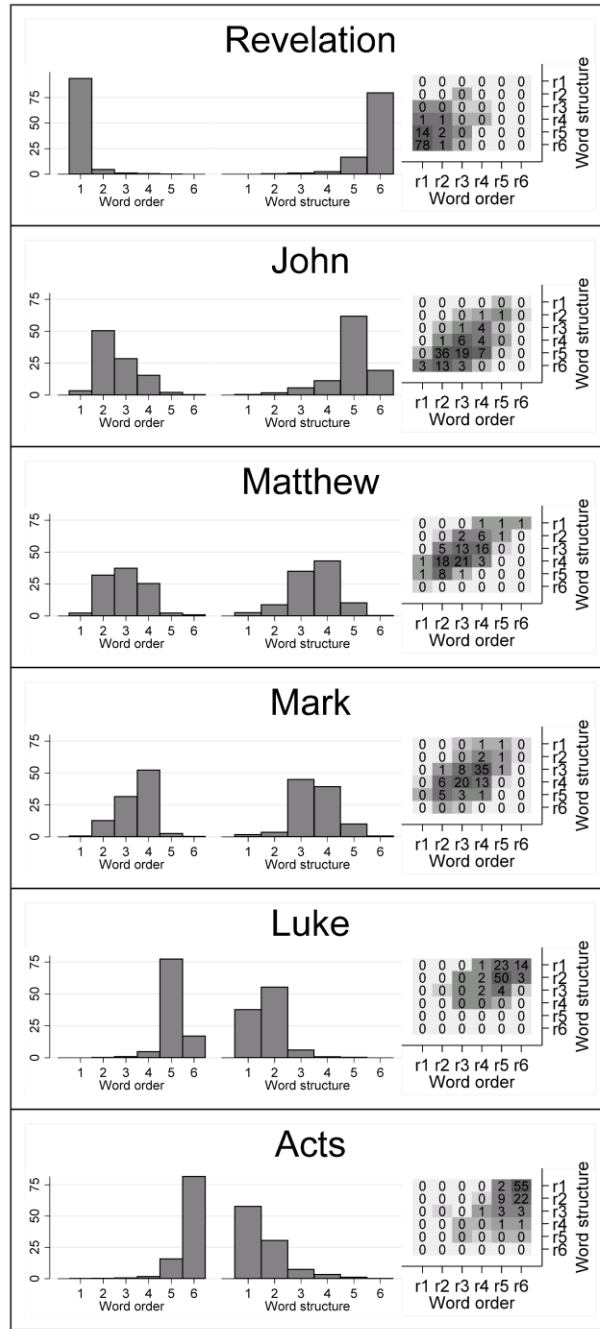 Revelation
75
50
25
0
1 2 3 4 5 6
Word order
1 2 3 4 5 6
Word structure
0 0 0 0 0 0 r1
0 0 0 0 0 0 r2
0 0 0 0 0 0 r3
1 1 0 0 0 0 r4
14 2 0 0 0 0 r5
78 1 0 0 0 0 r6
r1 r2 r3 r4 r5 r6
Word order
Word structure
John
75
50
25
0
1 2 3 4 5 6
Word order
1 2 3 4 5 6
Word structure
0 0 0 0 0 0 r1
0 0 0 1 1 0 r2
0 0 1 4 0 0 r3
0 1 6 4 0 0 r4
0 36 19 7 0 0 r5
3 13 3 0 0 0 r6
r1 r2 r3 r4 r5 r6
Word order
Word structure
Matthew
75
50
25
0
1 2 3 4 5 6
Word order
1 2 3 4 5 6
Word structure
0 0 0 1 1 1 r1
0 0 2 6 1 0 r2
0 5 13 16 0 0 r3
1 18 21 3 0 0 r4
1 8 1 0 0 0 r5
0 0 0 0 0 0 r6
r1 r2 r3 r4 r5 r6
Word order
Word structure
Mark
75
50
25
0
1 2 3 4 5 6
Word order
1 2 3 4 5 6
Word structure
0 0 0 1 1 0 r1
0 0 0 2 1 0 r2
0 1 8 35 1 0 r3
0 6 20 13 0 0 r4
0 5 3 1 0 0 r5
0 0 0 0 0 0 r6
r1 r2 r3 r4 r5 r6
Word order
Word structure
Luke
75
50
25
0
1 2 3 4 5 6
Word order
1 2 3 4 5 6
Word structure
0 0 0 1 23 14 r1
0 0 0 2 50 3 r2
0 0 0 2 4 0 r3
0 0 0 0 0 0 r4
0 0 0 0 0 0 r5
0 0 0 0 0 0 r6
r1 r2 r3 r4 r5 r6
Word order
Word structure
Acts
75
50
25
0
1 2 3 4 5 6
Word order
1 2 3 4 5 6
Word structure
0 0 0 0 2 55 r1
0 0 0 0 9 22 r2
0 0 0 1 3 3 r3
0 0 0 0 1 1 r4
0 0 0 0 0 0 r5
0 0 0 0 0 0 r6
r1 r2 r3 r4 r5 r6
Word order
Word structure